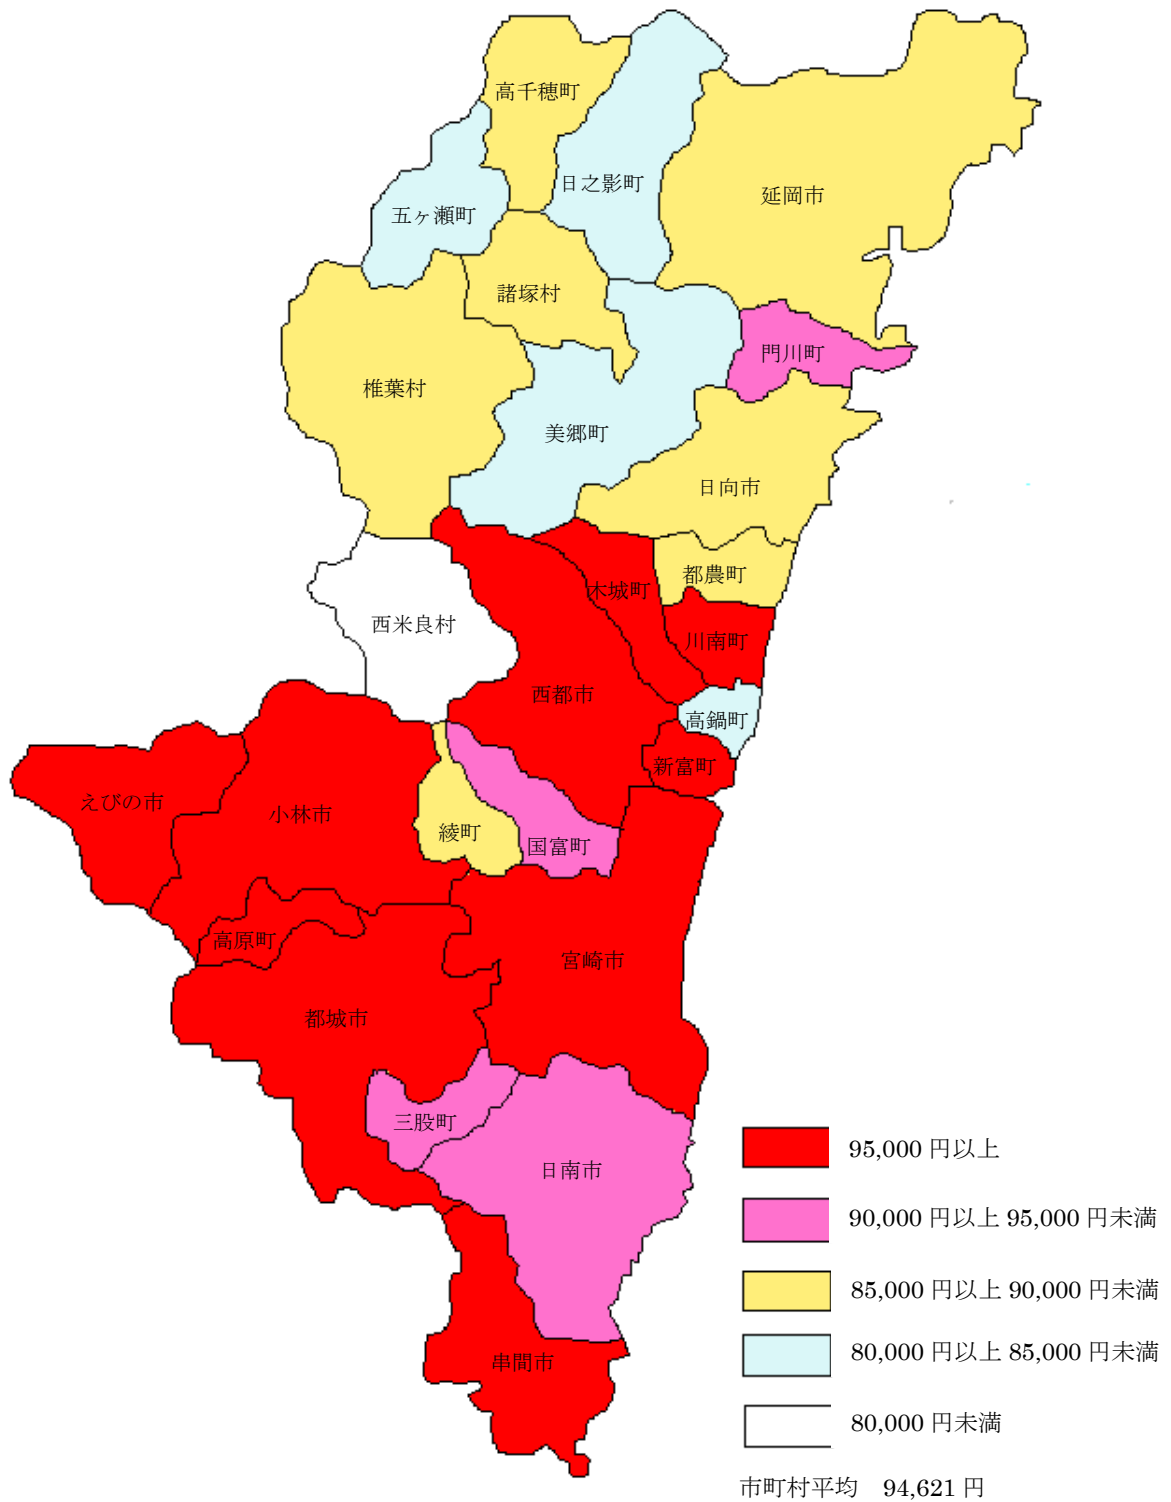 高千穂町
日之影町
延岡市
五ヶ瀬町
諸塚村
門川町
椎葉村
美郷町
日向市
都農町
木城町
西米良村
川南町
西都市
高鍋町
新富町
えびの市
小林市
綾町
国富町
高原町
宮崎市
都城市
三股町
日南市
串間市
95,000 円以上
90,000 円以上 95,000 円未満
85,000 円以上 90,000 円未満
80,000 円以上 85,000 円未満
80,000 円未満
市町村平均　94,621 円